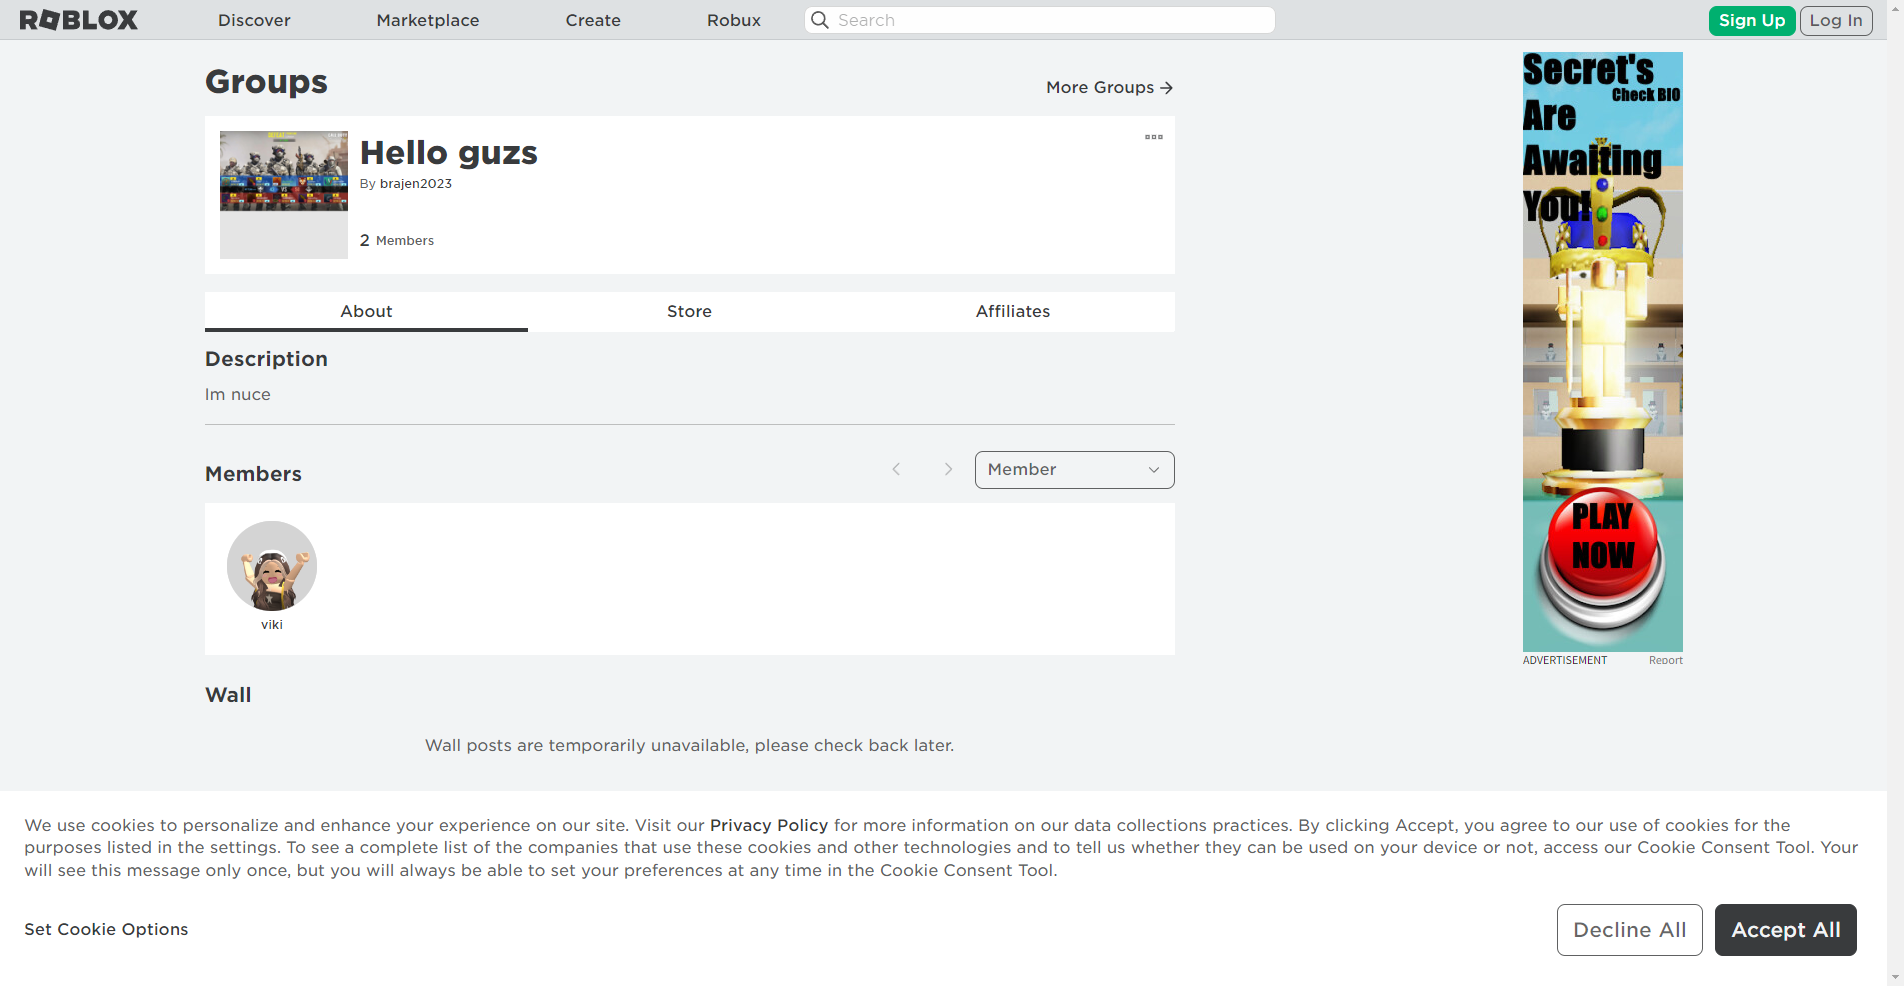 ROBLOX
Discover
Marketplace
Create
Robux
Search
Sign Up
Log In
Groups
More Groups
Hello guzs
By brajen2023
2 Members
About
Store
Affiliates
Description
Im nuce
Members
Member
viki
Wall
Wall posts are temporarily unavailable, please check back later.
Secret's
Check BIO
Are
Awaiting
You!
PLAY
NOW
ADVERTISEMENT
Report
We use cookies to personalize and enhance your experience on our site. Visit our Privacy Policy for more information on our data collections practices. By clicking Accept, you agree to our use of cookies for the
purposes listed in the settings. To see a complete list of the companies that use these cookies and other technologies and to tell us whether they can be used on your device or not, access our Cookie Consent Tool. Your
will see this message only once, but you will always be able to set your preferences at any time in the Cookie Consent Tool.
Set Cookie Options
Decline All
Accept All